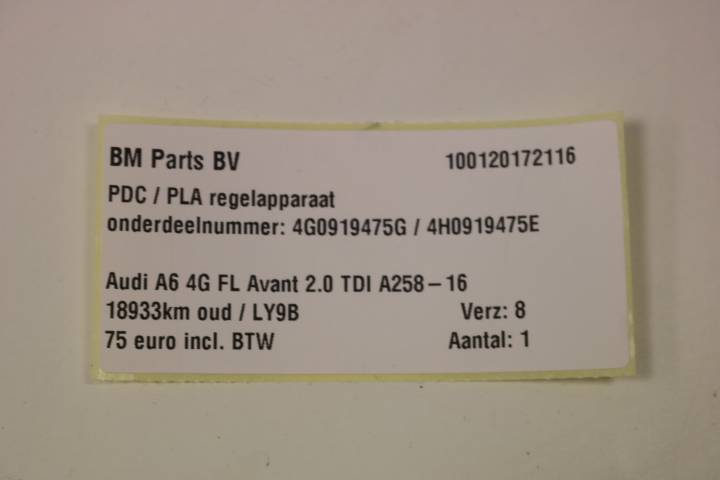 BM Parts BV 100120172116
PDC / PLA regelapparaat
onderdeelnummer: 4G0919475G / 4H0919475E
Audi A6 4G FL Avant 2.0 TDI A258-16
18933km oud / LY9B Verz: 8
75 euro incl. BTW Aantal: 1